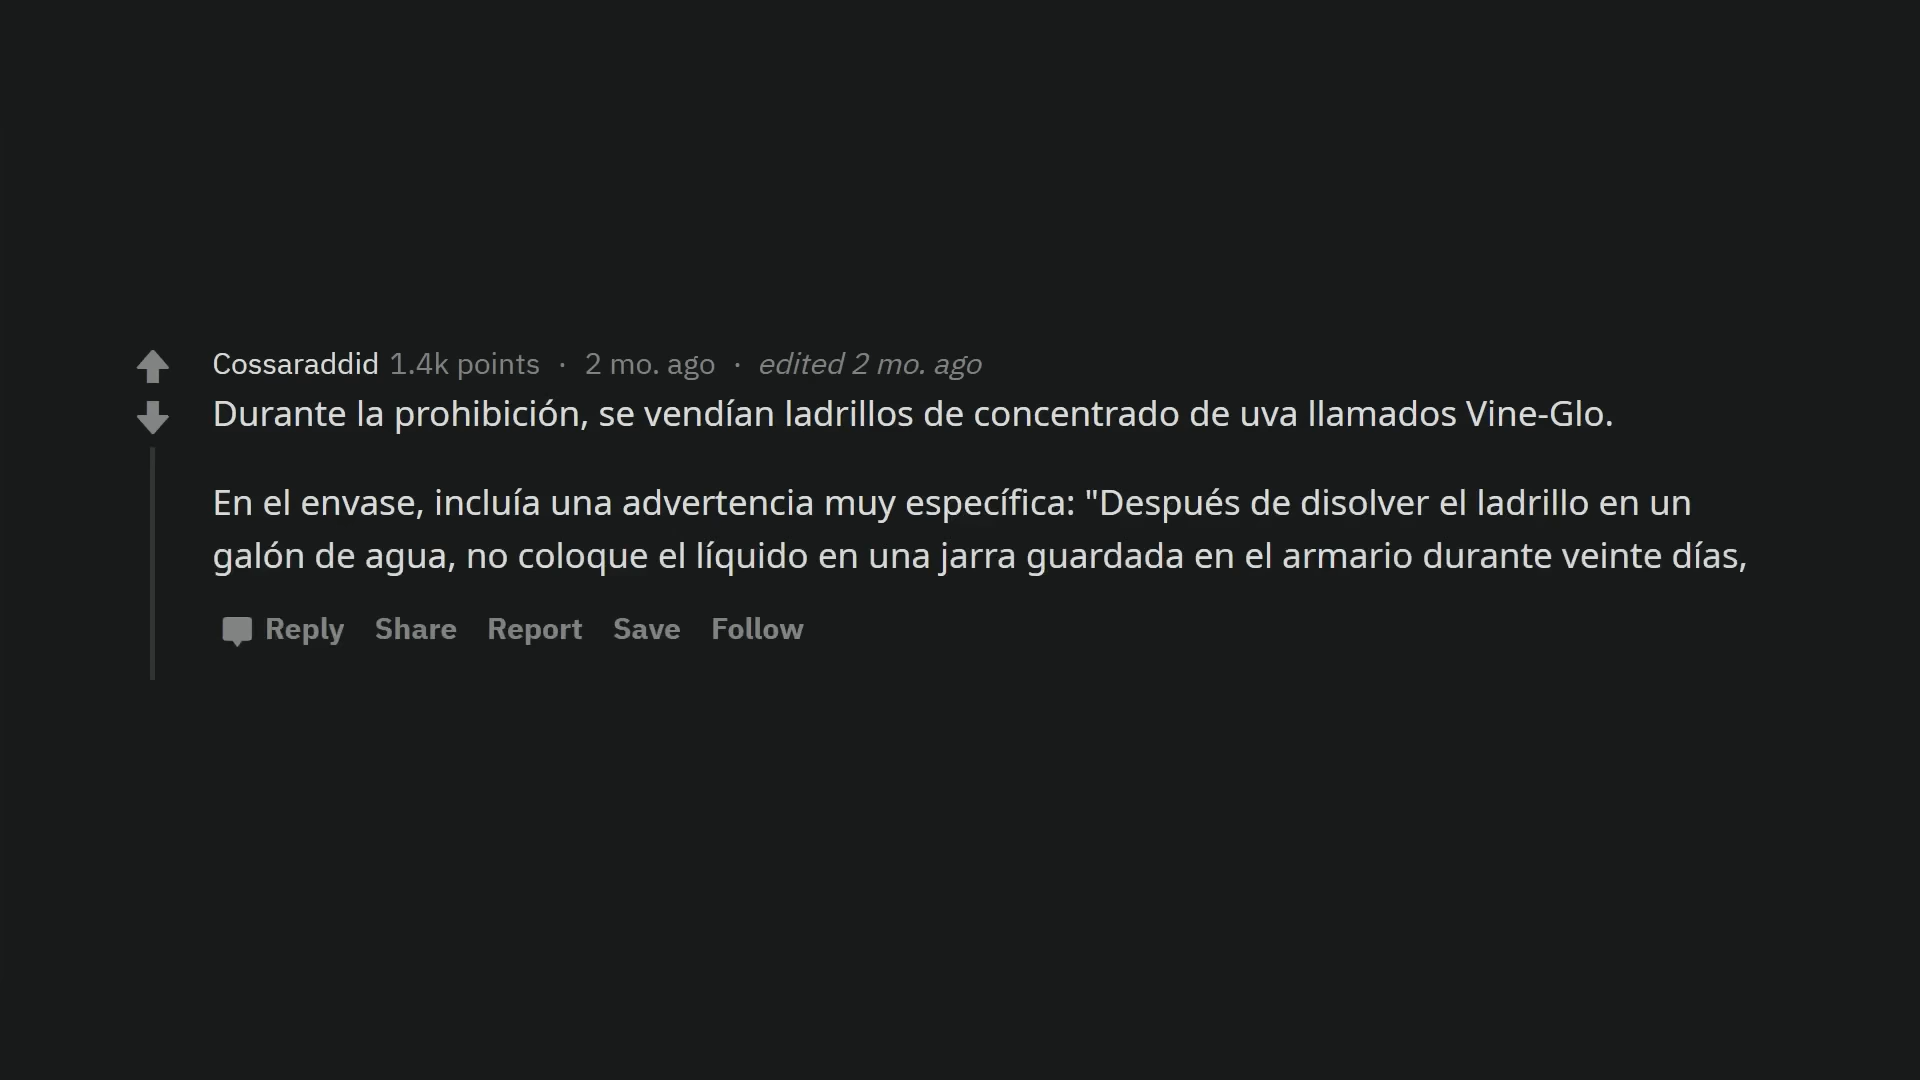 Cossaraddid 1.4k points · 2 mo. ago · edited 2 mo. ago
Durante la prohibición, se vendían ladrillos de concentrado de uva llamados Vine-Glo.
En el envase, incluía una advertencia muy específica: "Después de disolver el ladrillo en un
galón de agua, no coloque el líquido en una jarra guardada en el armario durante veinte días,
Reply Share Report Save Follow